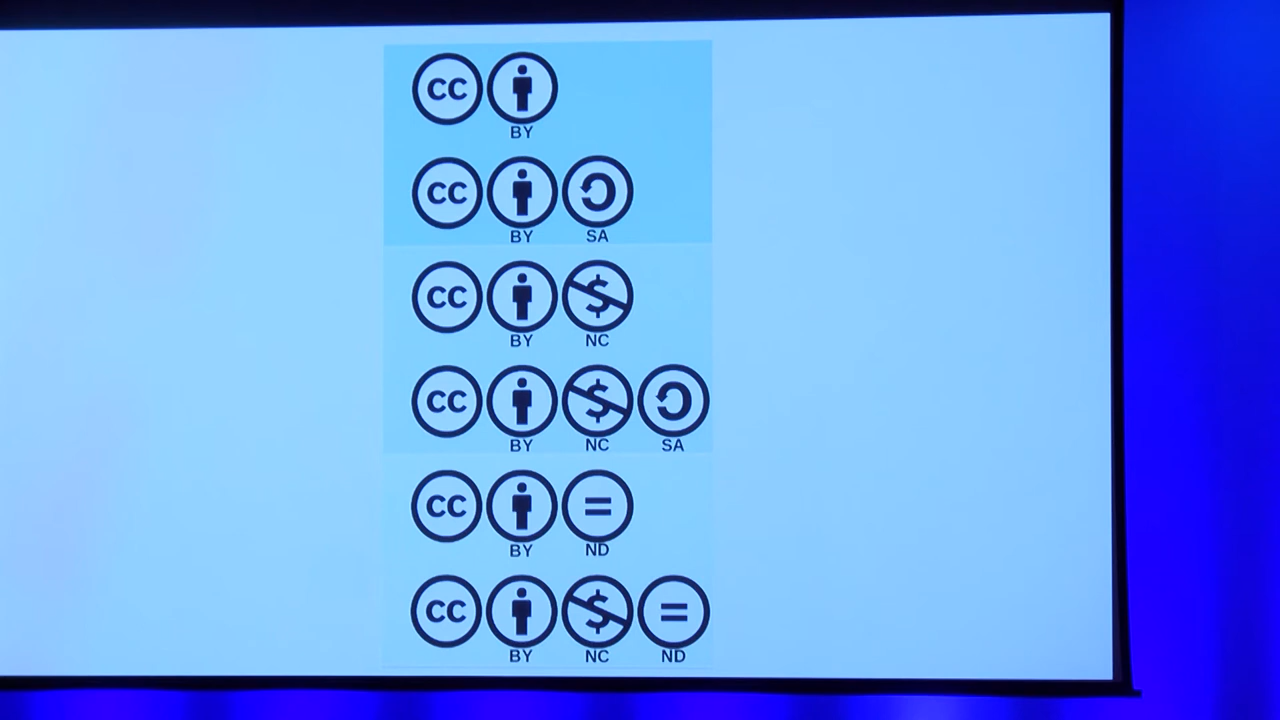 CC
BY
CC
BY SA
CC $
BY NC
CC $
BY NC SA
CC =
BY ND
CC $ =
BY NC ND